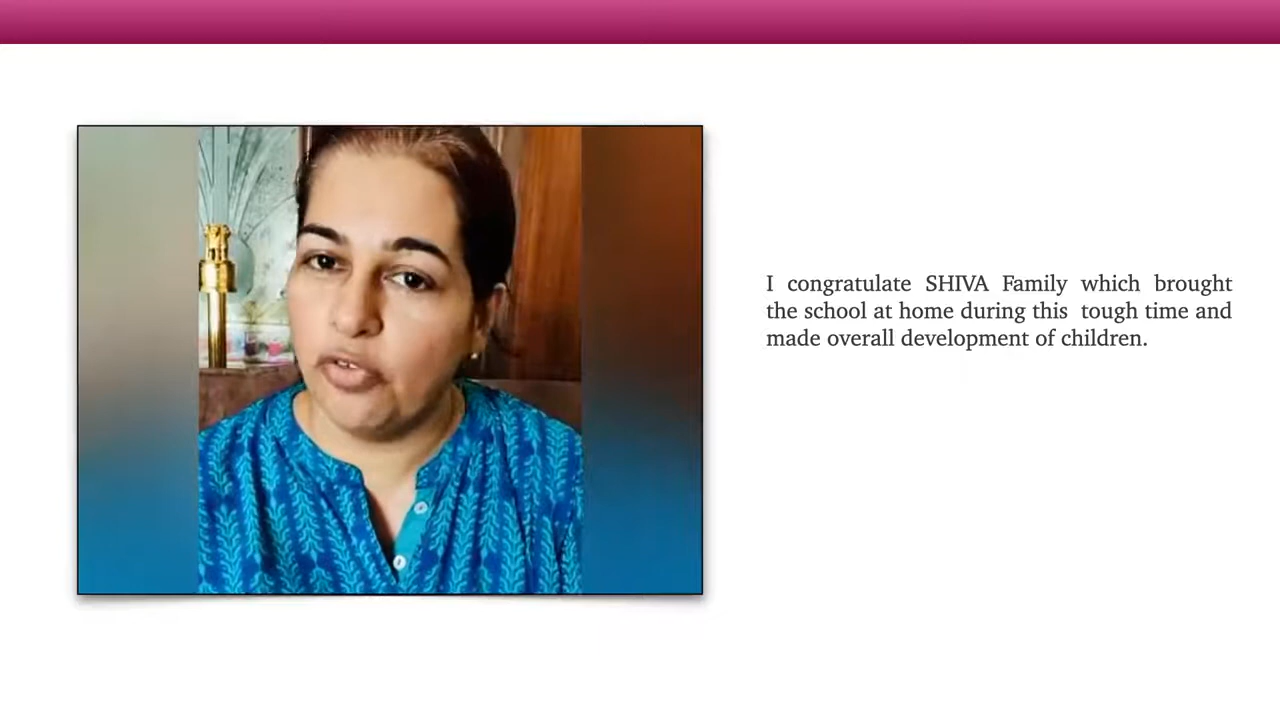 I congratulate SHIVA Family which brought
the school at home during this tough time and
made overall development of children.